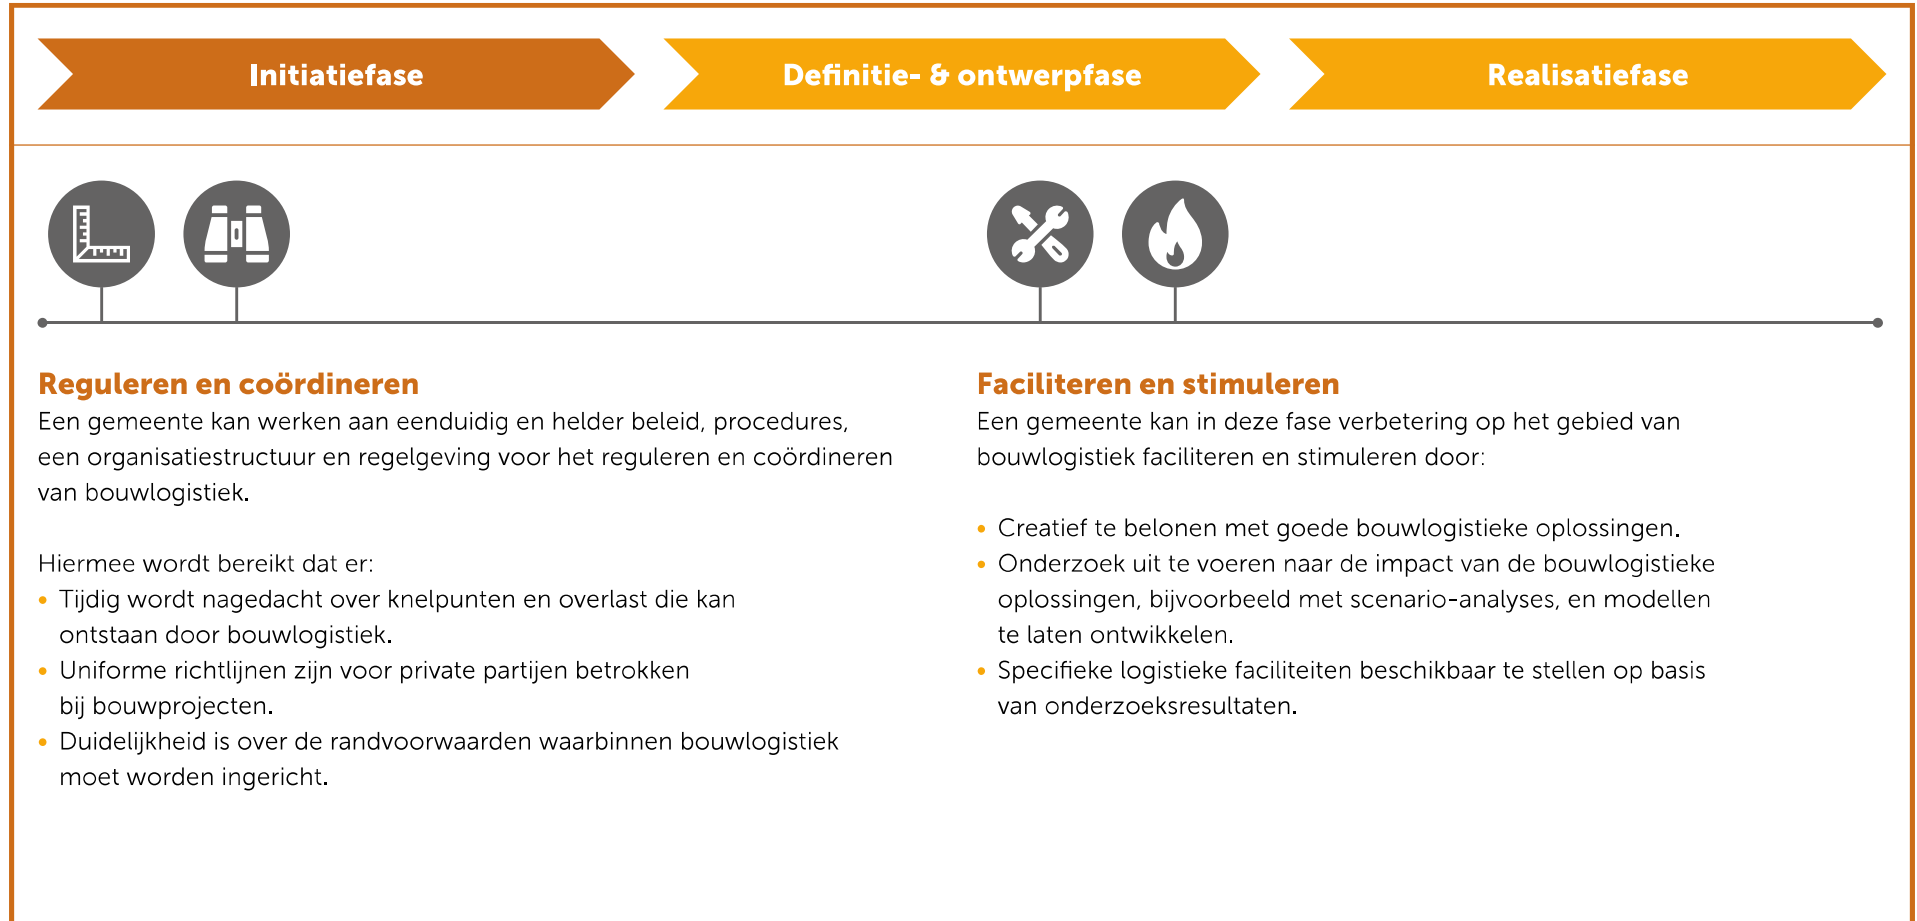 Initiatiefase
Definitie- & ontwerpfase
Realisatiefase
Reguleren en coördineren
Een gemeente kan werken aan eenduidig en helder beleid, procedures,
een organisatiestructuur en regelgeving voor het reguleren en coördineren
van bouwlogistiek.
Hiermee wordt bereikt dat er:
• Tijdig wordt nagedacht over knelpunten en overlast die kan
ontstaan door bouwlogistiek.
• Uniforme richtlijnen zijn voor private partijen betrokken
bij bouwprojecten.
• Duidelijkheid is over de randvoorwaarden waarbinnen bouwlogistiek
moet worden ingericht.
Faciliteren en stimuleren
Een gemeente kan in deze fase verbetering op het gebied van
bouwlogistiek faciliteren en stimuleren door:
• Creatief te belonen met goede bouwlogistieke oplossingen.
• Onderzoek uit te voeren naar de impact van de bouwlogistieke
oplossingen, bijvoorbeeld met scenario-analyses, en modellen
te laten ontwikkelen.
• Specifieke logistieke faciliteiten beschikbaar te stellen op basis
van onderzoeksresultaten.